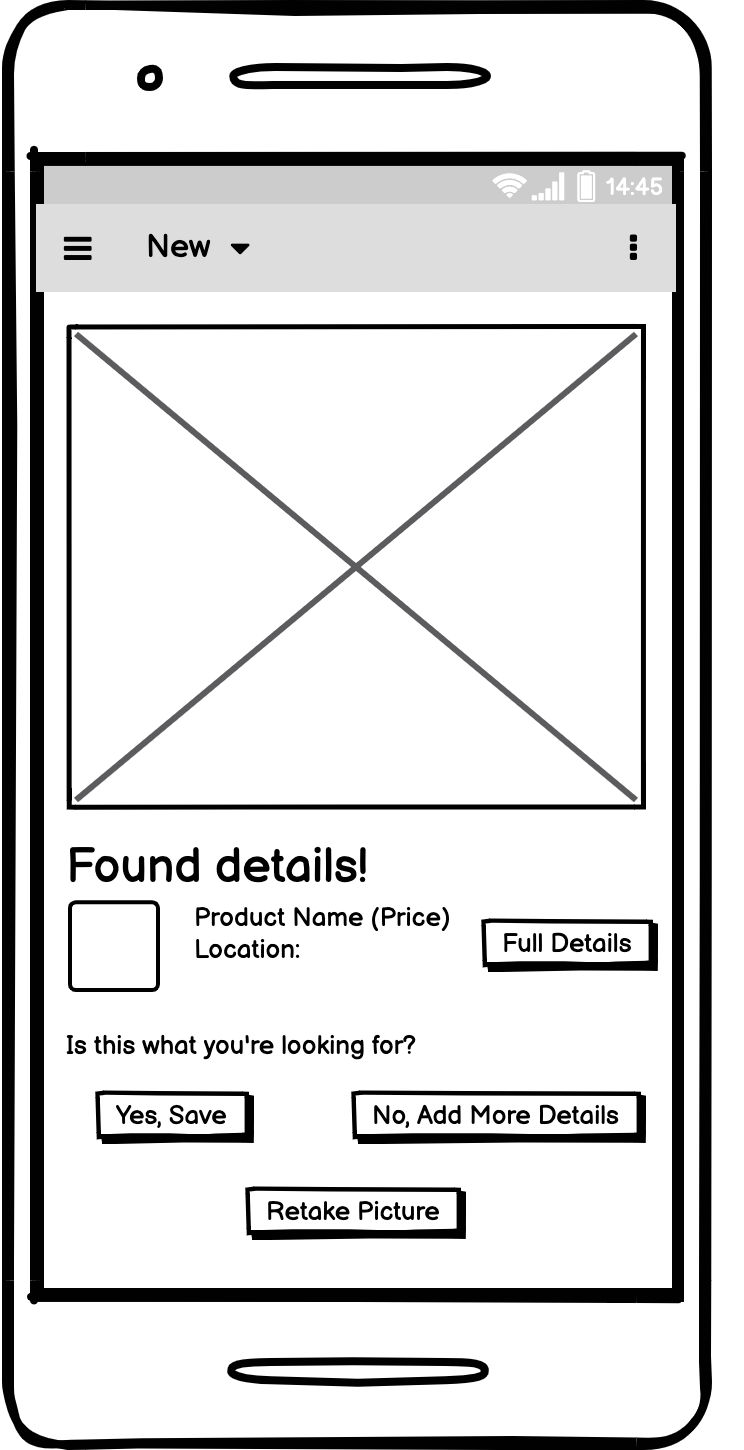 14:45
New
Found details!
Product Name (Price)
Location:
Full Details
Is this what you're looking for?
Yes, Save
No, Add More Details
Retake Picture